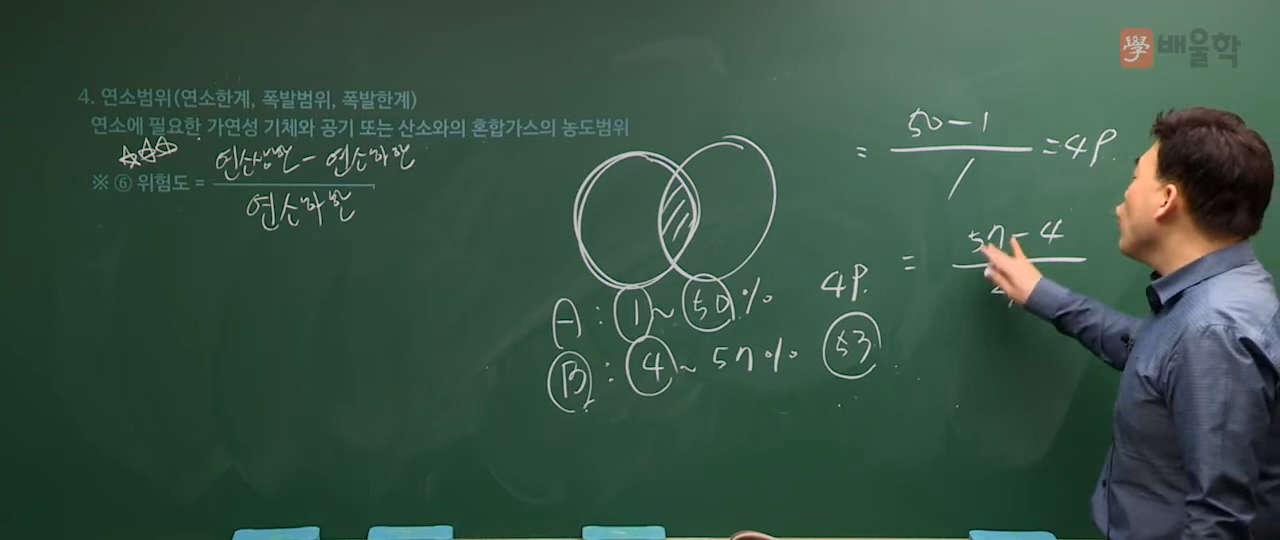 學 배울학
4. 연소범위(연소한계, 폭발범위, 폭발한계)
연소에 필요한 가연성 기체와 공기 또는 산소와의 혼합가스의 농도범위
※ ⑥ 위험도 = 연소상한 - 연소하한
연소하한
= 50 - 1 = 49.
1
= 57 - 4
A : 1 ~ 50 % 49.
B : 4 ~ 57 % 53